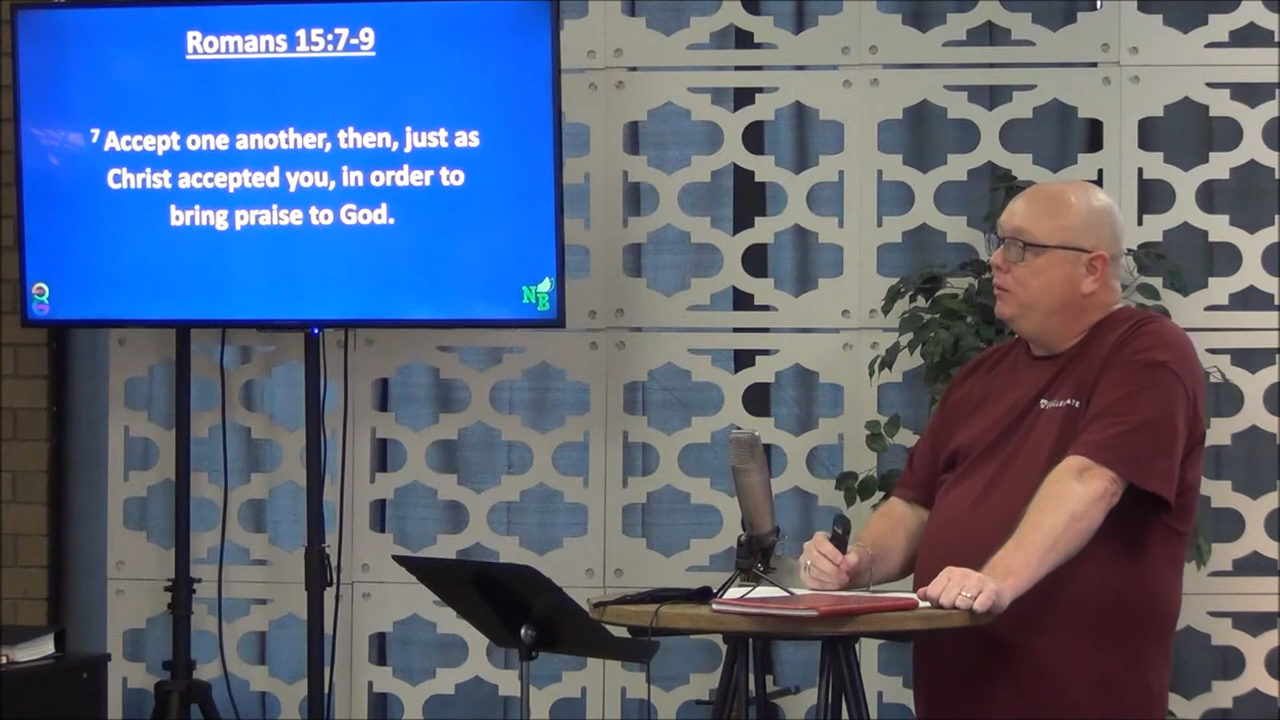 Romans 15:7-9
7 Accept one another, then, just as
Christ accepted you, in order to
bring praise to God.
NB